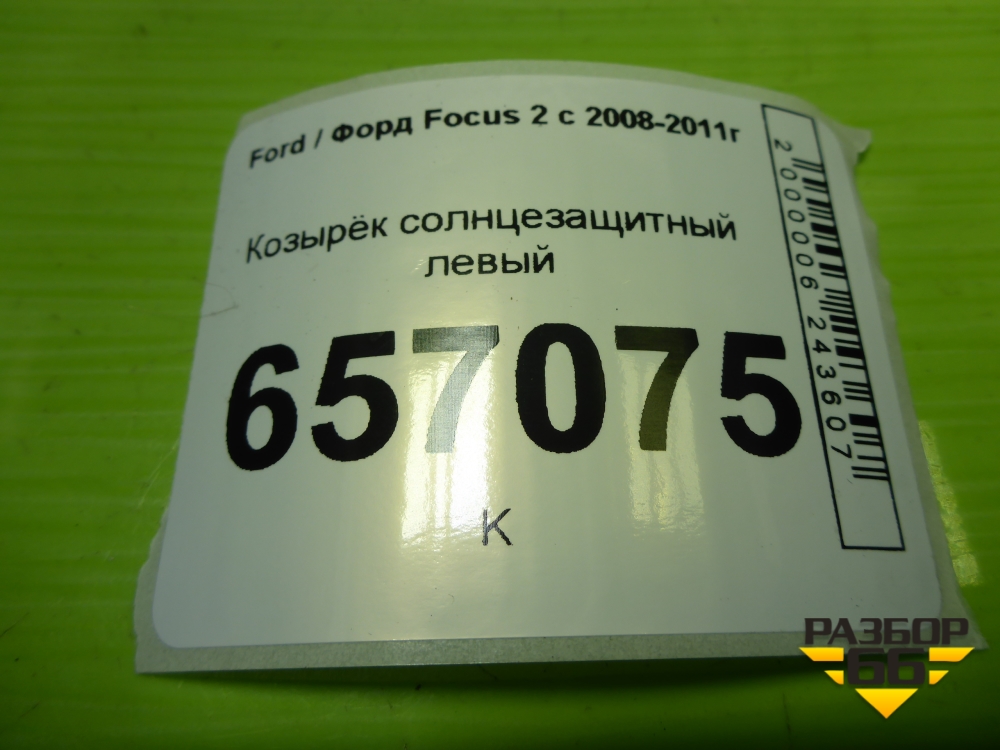 Ford / Форд Focus 2 с 2008-2011г
Козырёк солнцезащитный
левый
657075
К
2000006243607
РАЗБОР
66